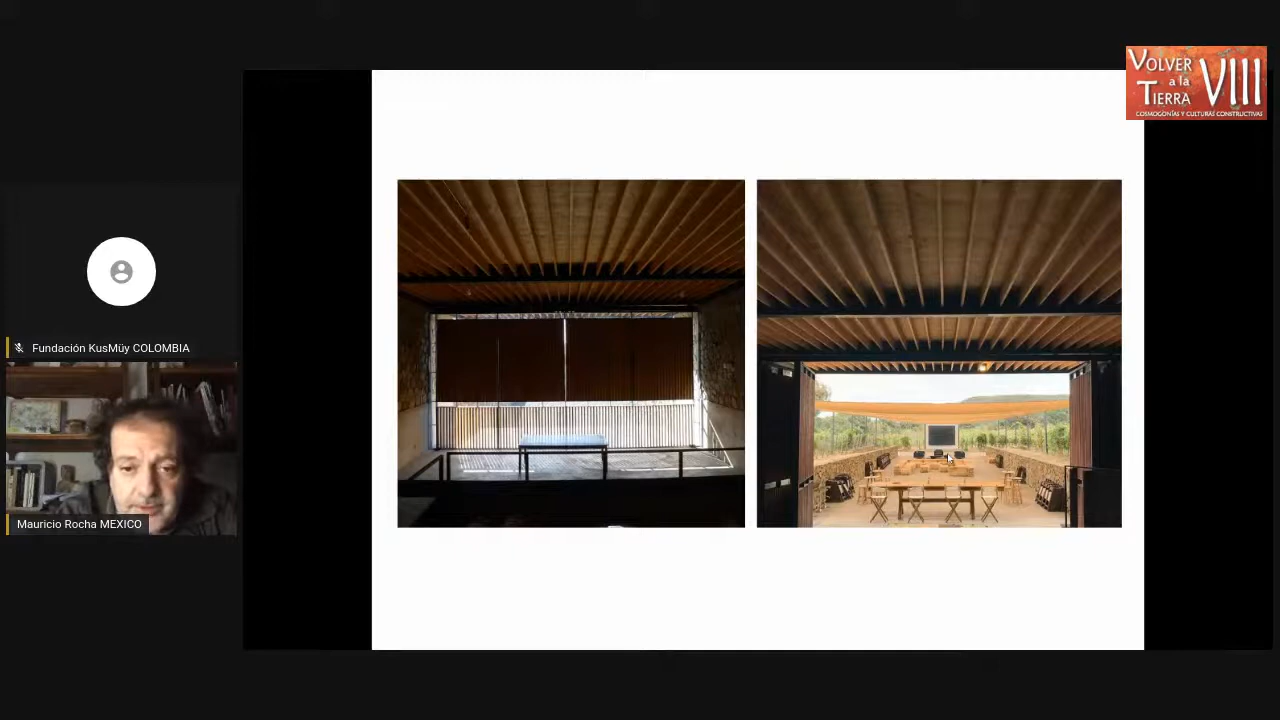 VOLVER
a la
TIERRA
VIII
COSMOGONÍAS Y CULTURAS CONSTRUCTIVAS
Fundación KusMüy COLOMBIA
Mauricio Rocha MEXICO